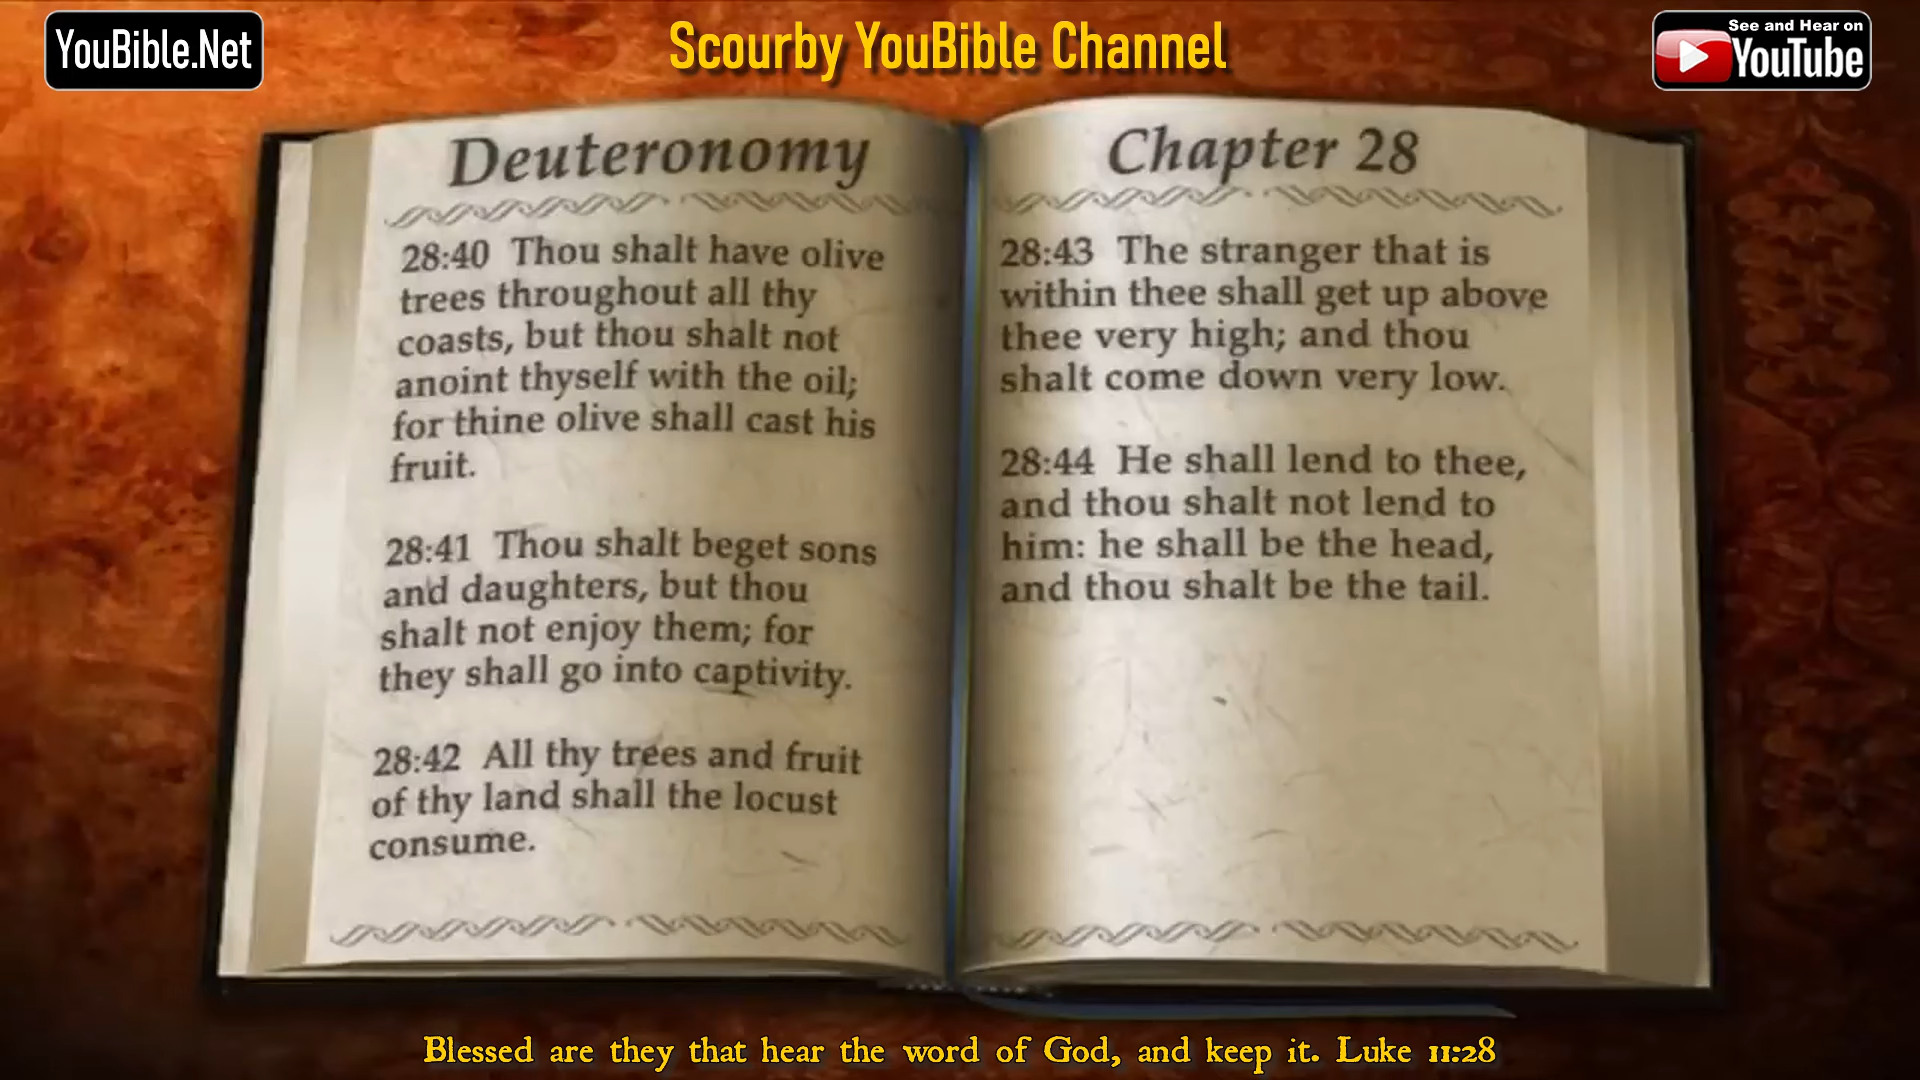 YouBible.Net
Scourby YouBible Channel
See and Hear on
YouTube
Deuteronomy
28:40 Thou shalt have olive
trees throughout all thy
coasts, but thou shalt not
anoint thyself with the oil;
for thine olive shall cast his
fruit.
28:41 Thou shalt beget sons
and daughters, but thou
shalt not enjoy them; for
they shall go into captivity.
28:42 All thy trees and fruit
of thy land shall the locust
consume.
Chapter 28
28:43 The stranger that is
within thee shall get up above
thee very high; and thou
shalt come down very low.
28:44 He shall lend to thee,
and thou shalt not lend to
him: he shall be the head,
and thou shalt be the tail.
Blessed are they that hear the word of God, and keep it. Luke 11:28